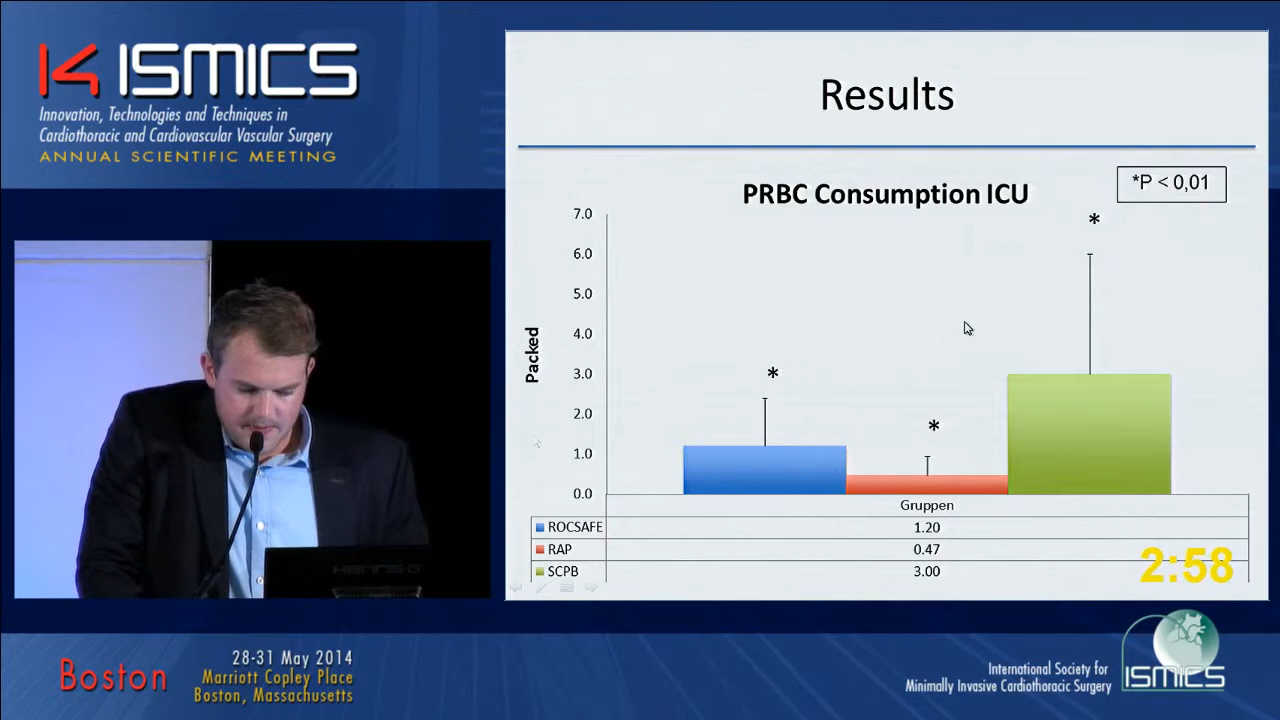 14 ISMICS
Innovation, Technologies and Techniques in
Cardiothoracic and Cardiovascular Vascular Surgery
ANNUAL SCIENTIFIC MEETING
Results
*P < 0,01
PRBC Consumption ICU
*
*
*
Packed
7.0
6.0
5.0
4.0
3.0
2.0
1.0
0.0
Gruppen
ROCSAFE 1.20
RAP 0.47
SCPB 3.00
2:58
HANNS-G
Boston
28-31 May 2014
Marriott Copley Place
Boston, Massachusetts
International Society for
Minimally Invasive Cardiothoracic Surgery
ISMICS